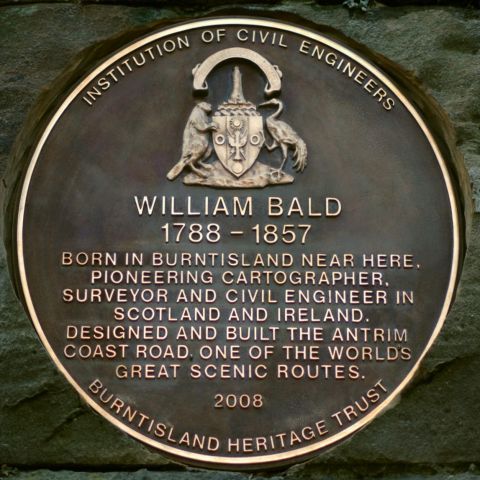 INSTITUTION OF CIVIL ENGINEERS
WILLIAM BALD
1788 - 1857
BORN IN BURNTISLAND NEAR HERE,
PIONEERING CARTOGRAPHER,
SURVEYOR AND CIVIL ENGINEER IN
SCOTLAND AND IRELAND.
DESIGNED AND BUILT THE ANTRIM
COAST ROAD, ONE OF THE WORLD'S
GREAT SCENIC ROUTES.
2008
BURNTISLAND HERITAGE TRUST